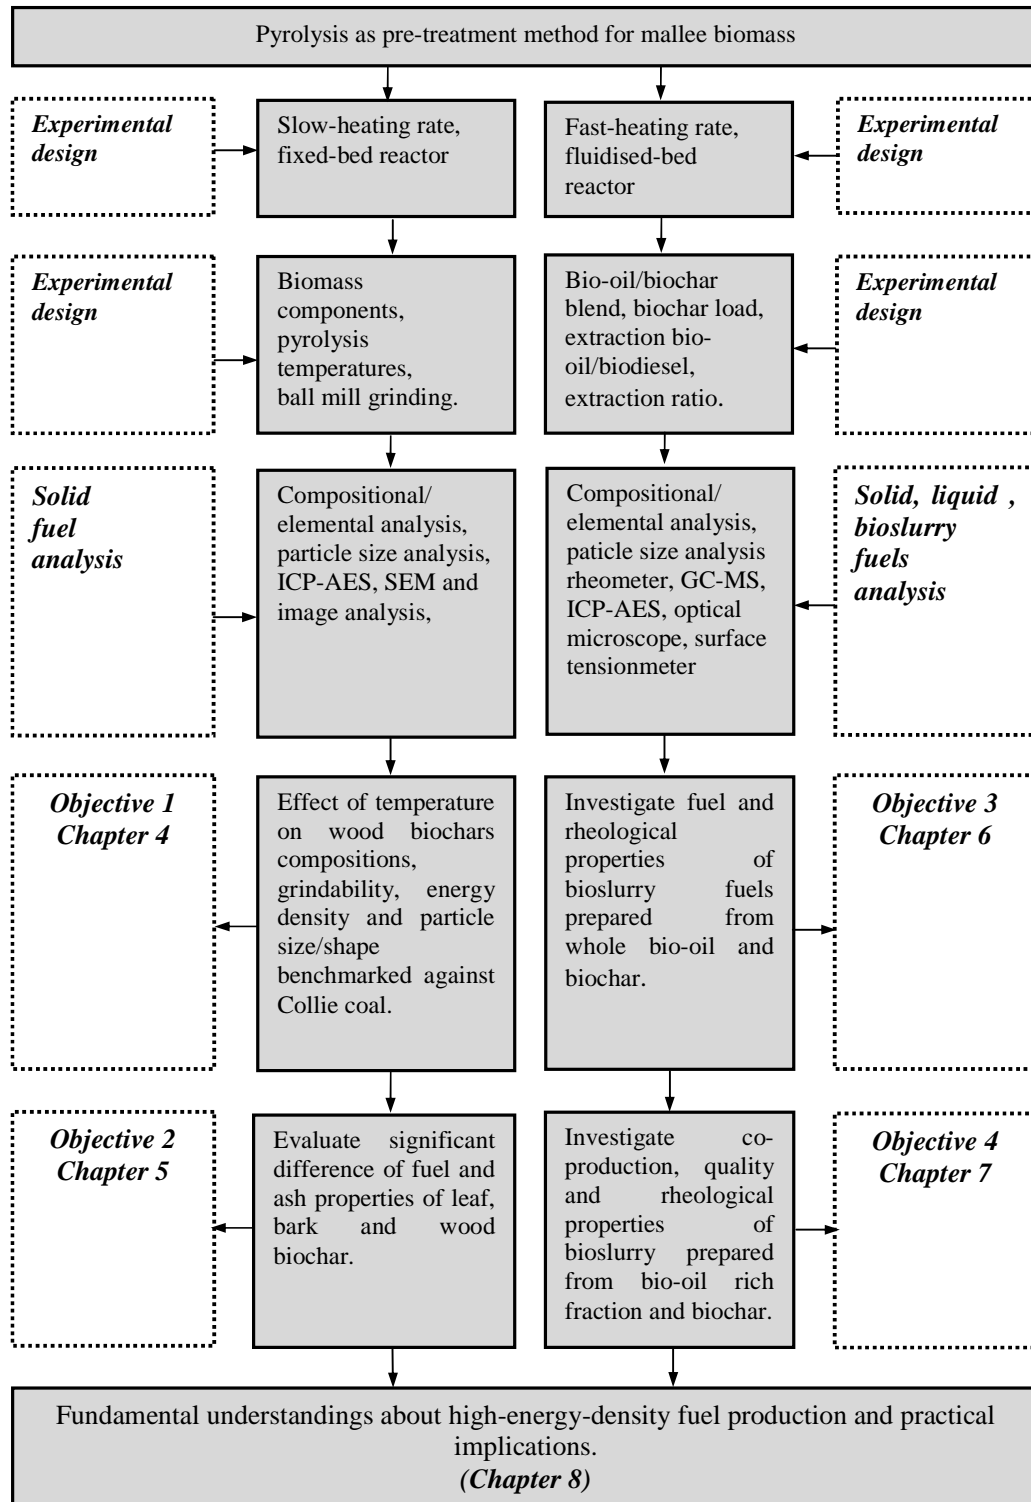 Pyrolysis as pre-treatment method for mallee biomass
Experimental
design
Slow-heating rate,
fixed-bed reactor
Fast-heating rate,
fluidised-bed
reactor
Experimental
design
Experimental
design
Biomass
components,
pyrolysis
temperatures,
ball mill grinding.
Bio-oil/biochar
blend, biochar load,
extraction bio-
oil/biodiesel,
extraction ratio.
Experimental
design
Solid
fuel
analysis
Compositional/
elemental analysis,
particle size analysis,
ICP-AES, SEM and
image analysis,
Compositional/
elemental analysis,
paticle size analysis
rheometer, GC-MS,
ICP-AES, optical
microscope, surface
tensionmeter
Solid, liquid ,
bioslurry
fuels
analysis
Objective 1
Chapter 4
Effect of temperature
on wood biochars
compositions,
grindability, energy
density and particle
size/shape
benchmarked against
Collie coal.
Investigate fuel and
rheological
properties of
bioslurry fuels
prepared from
whole bio-oil and
biochar.
Objective 3
Chapter 6
Objective 2
Chapter 5
Evaluate significant
difference of fuel and
ash properties of leaf,
bark and wood
biochar.
Investigate co-
production, quality
and rheological
properties of
bioslurry prepared
from bio-oil rich
fraction and biochar.
Objective 4
Chapter 7
Fundamental understandings about high-energy-density fuel production and practical
implications.
(Chapter 8)